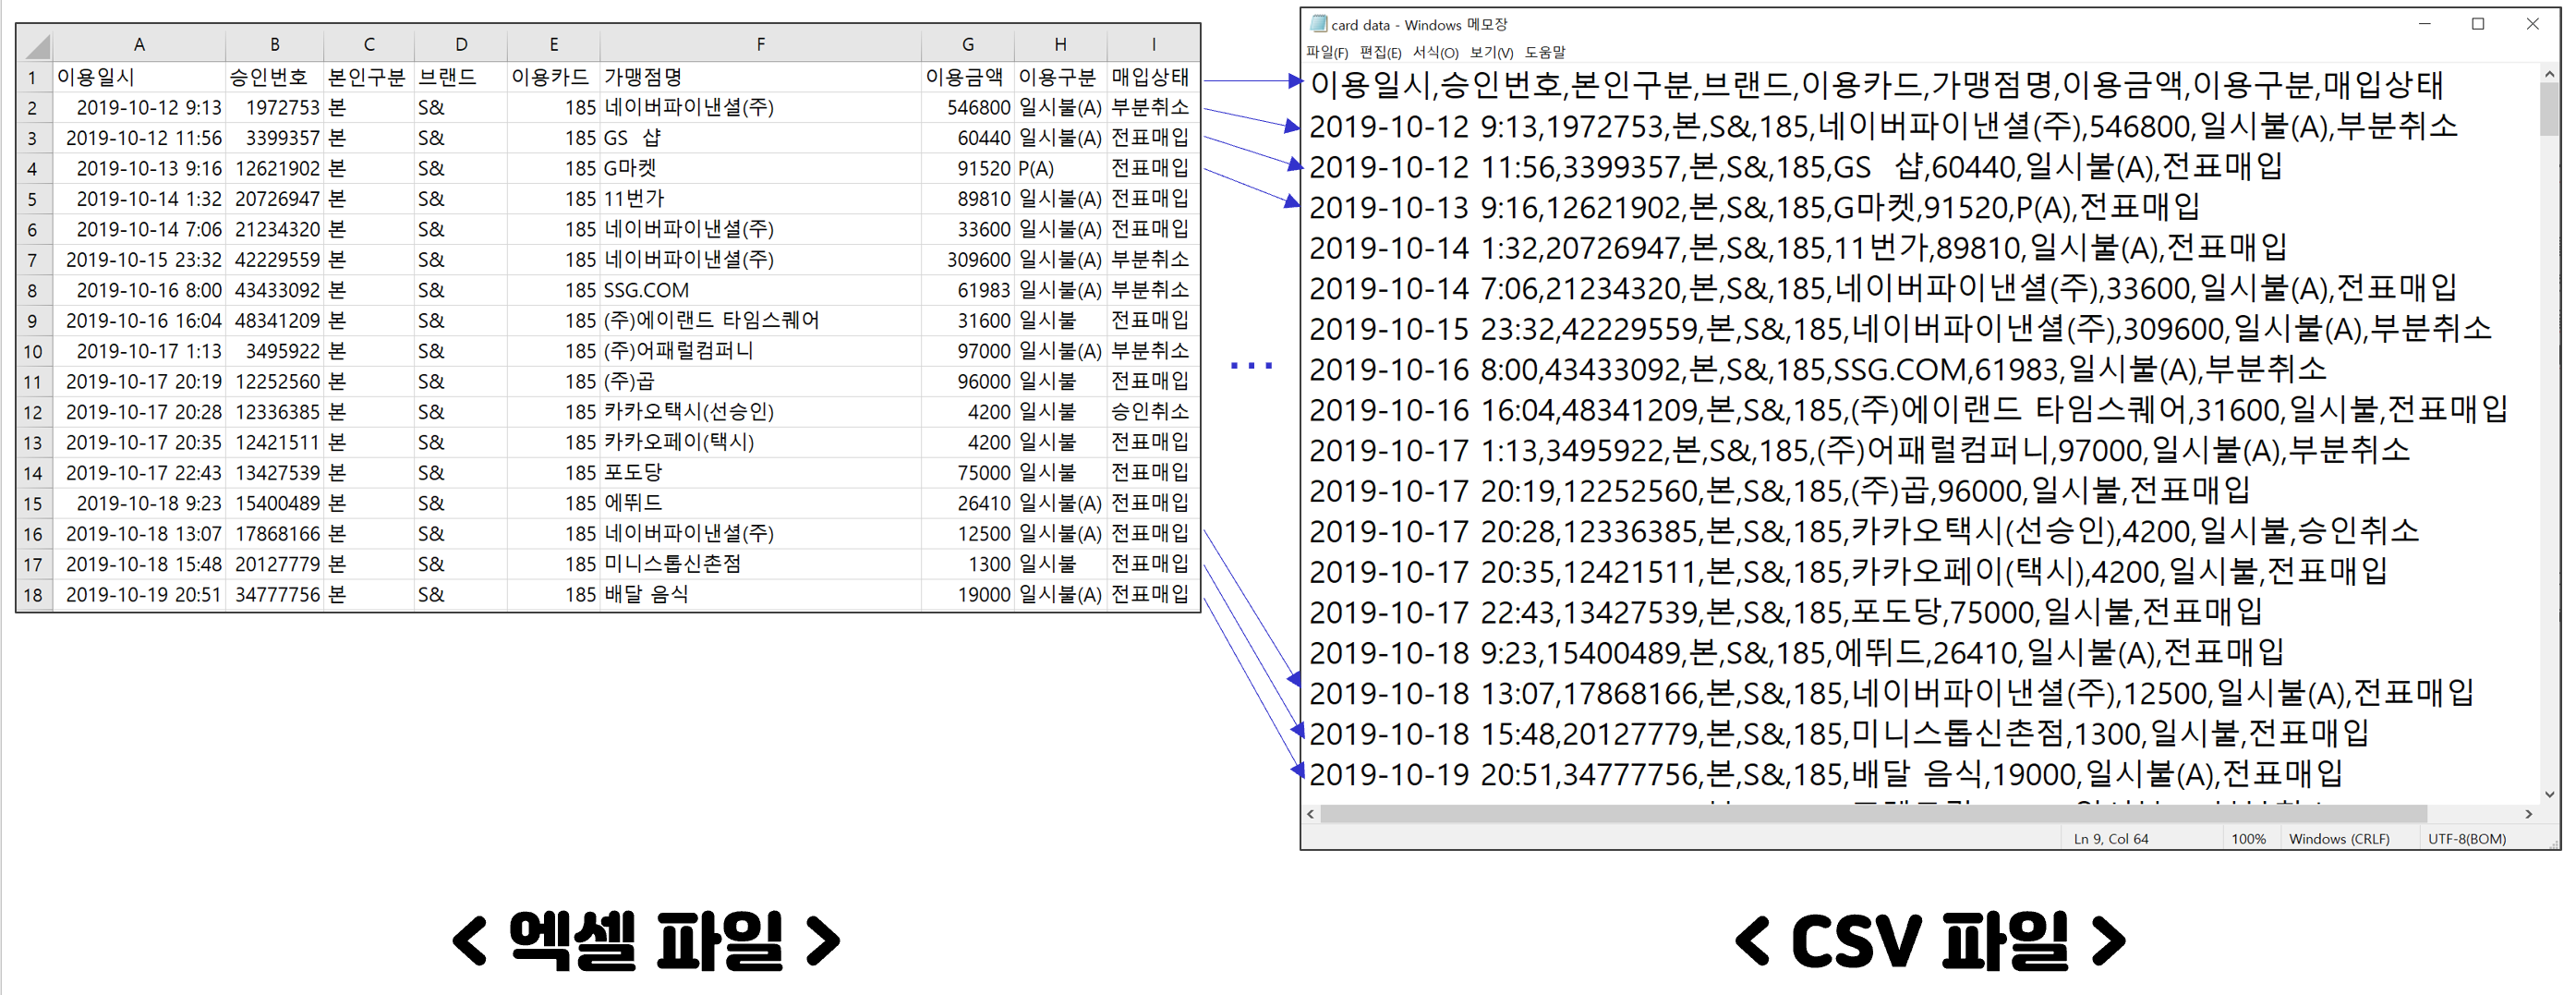 A B C D E F G H I
1 이용일시 승인번호 본인구분 브랜드 이용카드 가맹점명 이용금액 이용구분 매입상태
2 2019-10-12 9:13 1972753 본 S& 185 네이버파이낸셜(주) 546800 일시불(A) 부분취소
3 2019-10-12 11:56 3399357 본 S& 185 GS  샵 60440 일시불(A) 전표매입
4 2019-10-13 9:16 12621902 본 S& 185 G마켓 91520 P(A) 전표매입
5 2019-10-14 1:32 20726947 본 S& 185 11번가 89810 일시불(A) 전표매입
6 2019-10-14 7:06 21234320 본 S& 185 네이버파이낸셜(주) 33600 일시불(A) 전표매입
7 2019-10-15 23:32 42229559 본 S& 185 네이버파이낸셜(주) 309600 일시불(A) 부분취소
8 2019-10-16 8:00 43433092 본 S& 185 SSG.COM 61983 일시불(A) 부분취소
9 2019-10-16 16:04 48341209 본 S& 185 (주)에이랜드 타임스퀘어 31600 일시불 전표매입
10 2019-10-17 1:13 3495922 본 S& 185 (주)어패럴컴퍼니 97000 일시불(A) 부분취소
11 2019-10-17 20:19 12252560 본 S& 185 (주)곱 96000 일시불 전표매입
12 2019-10-17 20:28 12336385 본 S& 185 카카오택시(선승인) 4200 일시불 승인취소
13 2019-10-17 20:35 12421511 본 S& 185 카카오페이(택시) 4200 일시불 전표매입
14 2019-10-17 22:43 13427539 본 S& 185 포도당 75000 일시불 전표매입
15 2019-10-18 9:23 15400489 본 S& 185 에뛰드 26410 일시불(A) 전표매입
16 2019-10-18 13:07 17868166 본 S& 185 네이버파이낸셜(주) 12500 일시불(A) 전표매입
17 2019-10-18 15:48 20127779 본 S& 185 미니스톱신촌점 1300 일시불 전표매입
18 2019-10-19 20:51 34777756 본 S& 185 배달 음식 19000 일시불(A) 전표매입
...
card data - Windows 메모장
파일(F) 편집(E) 서식(O) 보기(V) 도움말
이용일시,승인번호,본인구분,브랜드,이용카드,가맹점명,이용금액,이용구분,매입상태
2019-10-12 9:13,1972753,본,S&,185,네이버파이낸셜(주),546800,일시불(A),부분취소
2019-10-12 11:56,3399357,본,S&,185,GS  샵,60440,일시불(A),전표매입
2019-10-13 9:16,12621902,본,S&,185,G마켓,91520,P(A),전표매입
2019-10-14 1:32,20726947,본,S&,185,11번가,89810,일시불(A),전표매입
2019-10-14 7:06,21234320,본,S&,185,네이버파이낸셜(주),33600,일시불(A),전표매입
2019-10-15 23:32,42229559,본,S&,185,네이버파이낸셜(주),309600,일시불(A),부분취소
2019-10-16 8:00,43433092,본,S&,185,SSG.COM,61983,일시불(A),부분취소
2019-10-16 16:04,48341209,본,S&,185,(주)에이랜드 타임스퀘어,31600,일시불,전표매입
2019-10-17 1:13,3495922,본,S&,185,(주)어패럴컴퍼니,97000,일시불(A),부분취소
2019-10-17 20:19,12252560,본,S&,185,(주)곱,96000,일시불,전표매입
2019-10-17 20:28,12336385,본,S&,185,카카오택시(선승인),4200,일시불,승인취소
2019-10-17 20:35,12421511,본,S&,185,카카오페이(택시),4200,일시불,전표매입
2019-10-17 22:43,13427539,본,S&,185,포도당,75000,일시불,전표매입
2019-10-18 9:23,15400489,본,S&,185,에뛰드,26410,일시불(A),전표매입
2019-10-18 13:07,17868166,본,S&,185,네이버파이낸셜(주),12500,일시불(A),전표매입
2019-10-18 15:48,20127779,본,S&,185,미니스톱신촌점,1300,일시불,전표매입
2019-10-19 20:51,34777756,본,S&,185,배달 음식,19000,일시불(A),전표매입
Ln 9, Col 64 100% Windows (CRLF) UTF-8(BOM)
< 엑셀 파일 >
< CSV 파일 >